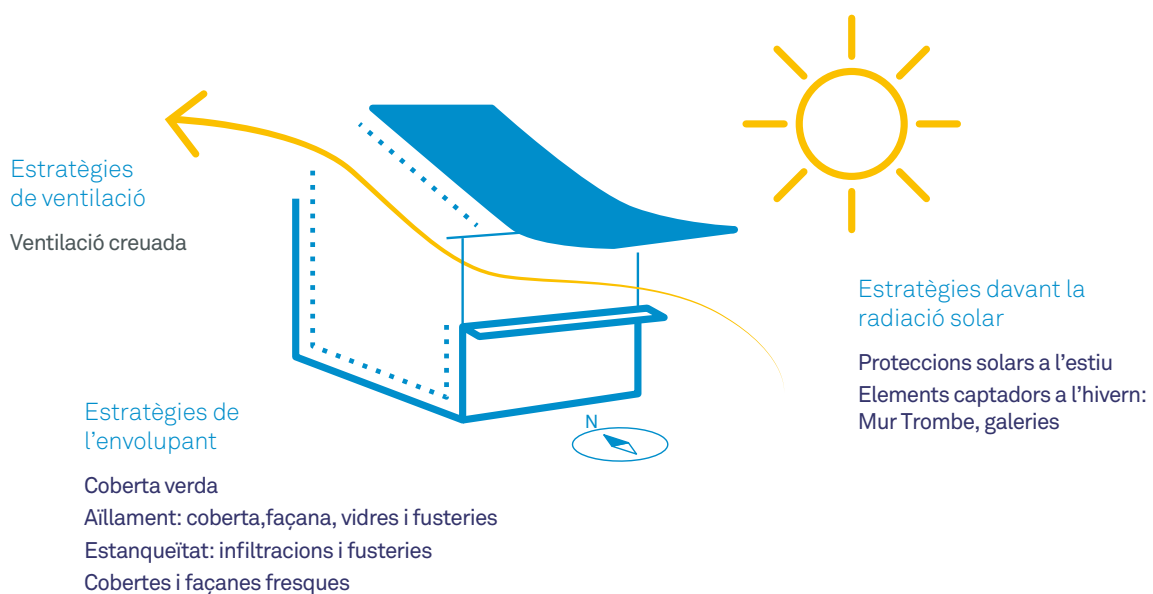 Estratègies
de ventilació
Ventilació creuada
Estratègies davant la
radiació solar
Proteccions solars a l'estiu
Elements captadors a l'hivern:
Mur Trombe, galeries
N
Estratègies de
l'envolupant
Coberta verda
Aïllament: coberta,façana, vidres i fusteries
Estanqueïtat: infiltracions i fusteries
Cobertes i façanes fresques